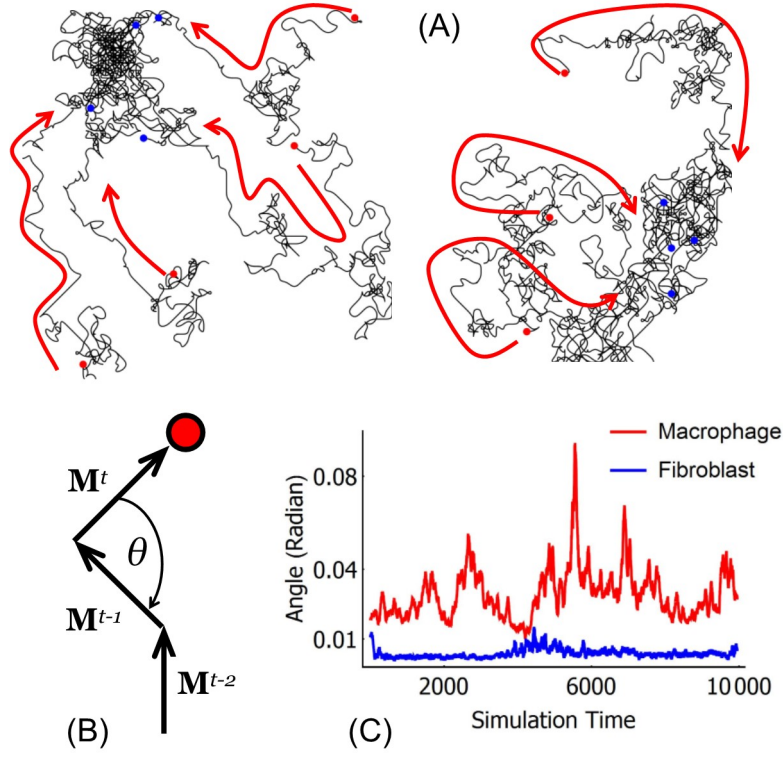 (A)
M^t
θ
M^{t-1}
M^{t-2}
(B)
Macrophage
Fibroblast
Angle (Radian)
0.08
0.04
0.01
2000 6000 10000
Simulation Time
(C)